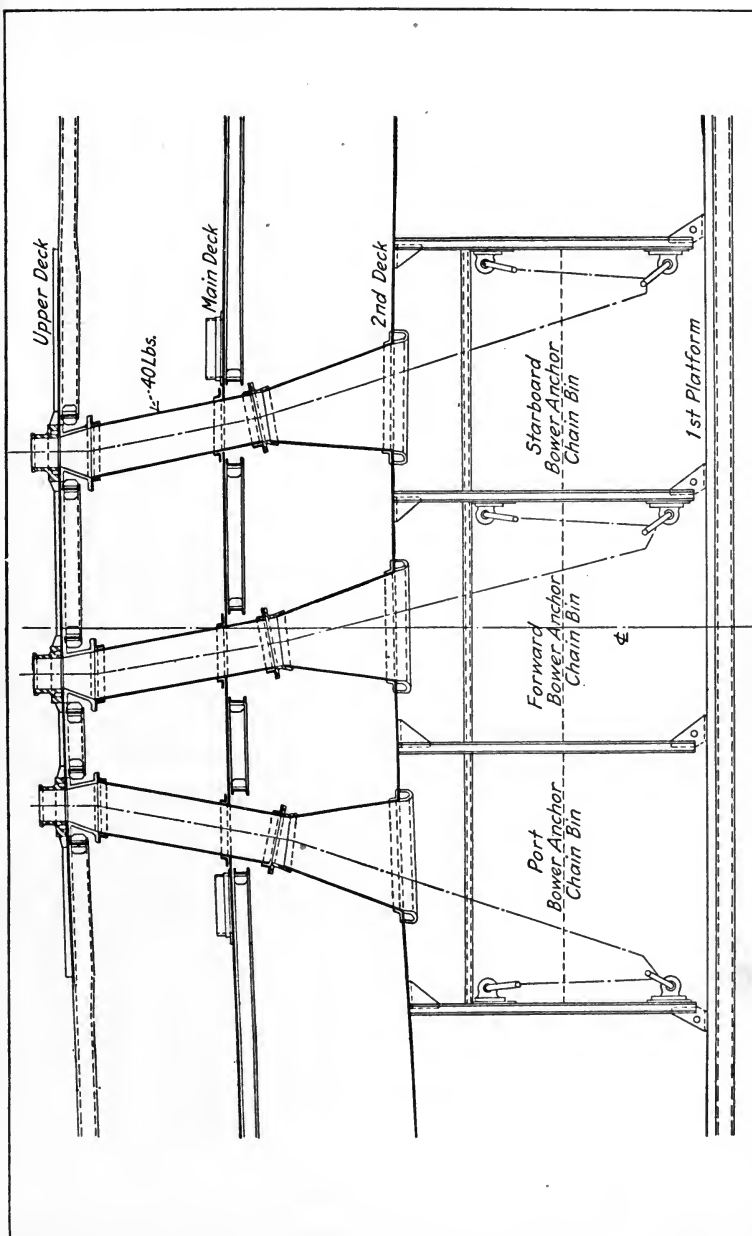 Upper Deck
40 Lbs.
Main Deck
2nd Deck
Port
Bower Anchor
Chain Bin
Forward
Bower Anchor
Chain Bin
Starboard
Bower Anchor
Chain Bin
℄
1st Platform